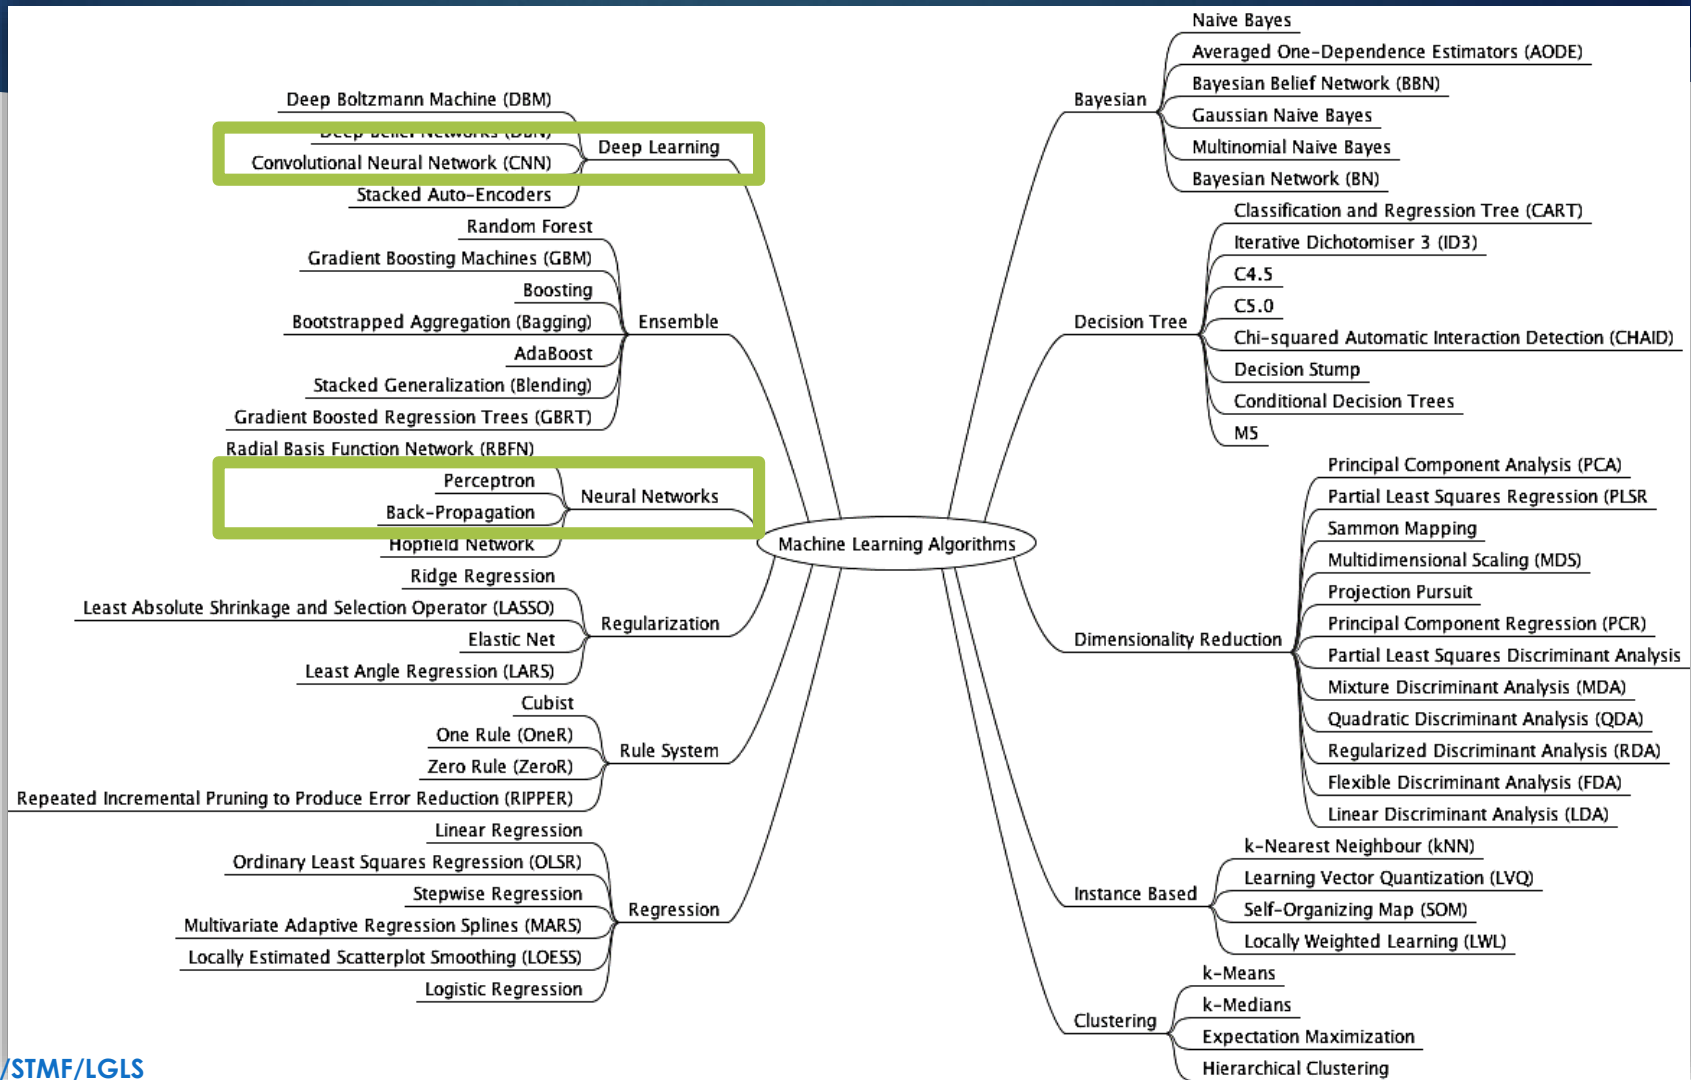 Deep Boltzmann Machine (DBM)
Deep Belief Networks (DBN)
Convolutional Neural Network (CNN)
Stacked Auto-Encoders
Deep Learning
Random Forest
Gradient Boosting Machines (GBM)
Boosting
Bootstrapped Aggregation (Bagging)
AdaBoost
Stacked Generalization (Blending)
Gradient Boosted Regression Trees (GBRT)
Ensemble
Radial Basis Function Network (RBFN)
Perceptron
Back-Propagation
Hopfield Network
Neural Networks
Ridge Regression
Least Absolute Shrinkage and Selection Operator (LASSO)
Elastic Net
Least Angle Regression (LARS)
Regularization
Cubist
One Rule (OneR)
Zero Rule (ZeroR)
Repeated Incremental Pruning to Produce Error Reduction (RIPPER)
Rule System
Linear Regression
Ordinary Least Squares Regression (OLSR)
Stepwise Regression
Multivariate Adaptive Regression Splines (MARS)
Locally Estimated Scatterplot Smoothing (LOESS)
Logistic Regression
Regression
Machine Learning Algorithms
Bayesian
Naive Bayes
Averaged One-Dependence Estimators (AODE)
Bayesian Belief Network (BBN)
Gaussian Naive Bayes
Multinomial Naive Bayes
Bayesian Network (BN)
Decision Tree
Classification and Regression Tree (CART)
Iterative Dichotomiser 3 (ID3)
C4.5
C5.0
Chi-squared Automatic Interaction Detection (CHAID)
Decision Stump
Conditional Decision Trees
M5
Dimensionality Reduction
Principal Component Analysis (PCA)
Partial Least Squares Regression (PLSR
Sammon Mapping
Multidimensional Scaling (MDS)
Projection Pursuit
Principal Component Regression (PCR)
Partial Least Squares Discriminant Analysis
Mixture Discriminant Analysis (MDA)
Quadratic Discriminant Analysis (QDA)
Regularized Discriminant Analysis (RDA)
Flexible Discriminant Analysis (FDA)
Linear Discriminant Analysis (LDA)
Instance Based
k-Nearest Neighbour (kNN)
Learning Vector Quantization (LVQ)
Self-Organizing Map (SOM)
Locally Weighted Learning (LWL)
Clustering
k-Means
k-Medians
Expectation Maximization
Hierarchical Clustering
/STMF/LGLS